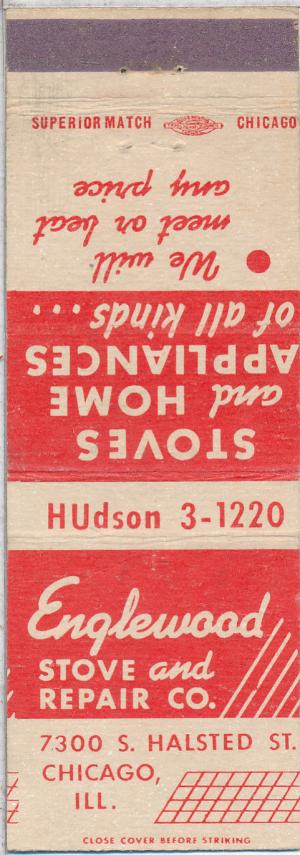 SUPERIOR MATCH CHICAGO
We will
meet or beat
any price
STOVES
and HOME
APPLIANCES
of all kinds...
HUdson 3-1220
Englewood
STOVE and
REPAIR CO.
7300 S. HALSTED ST.
CHICAGO,
ILL.
CLOSE COVER BEFORE STRIKING